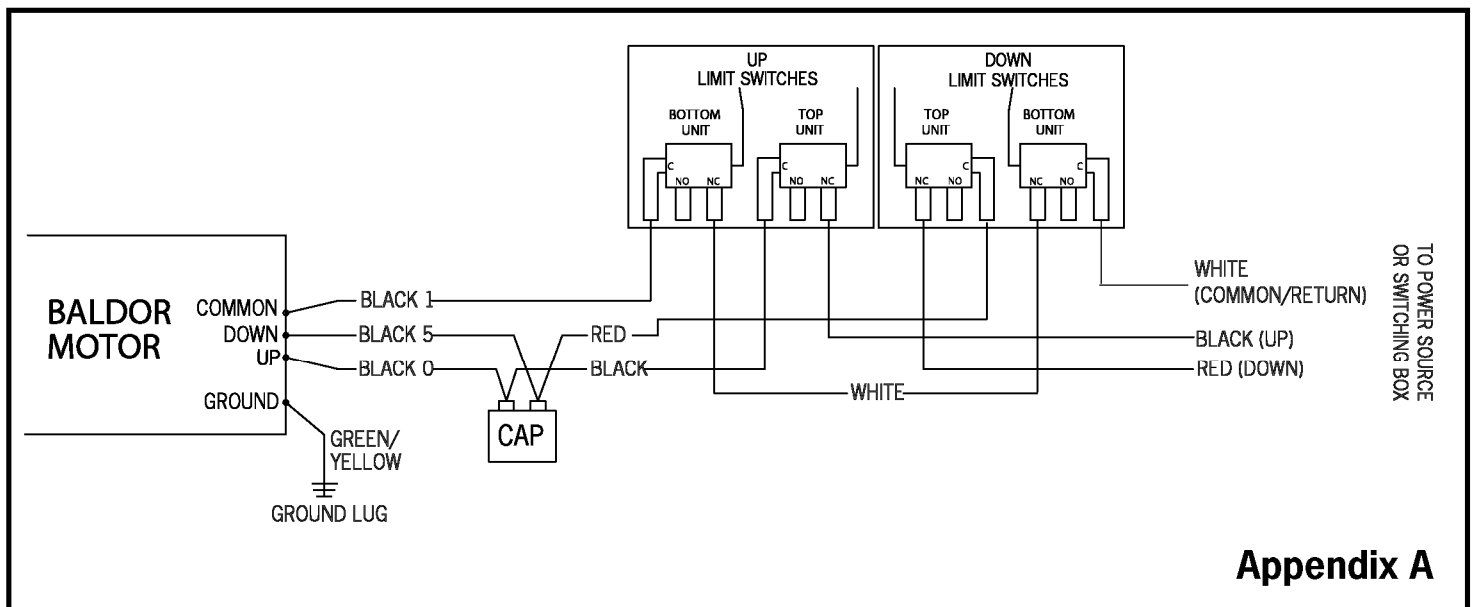 UP
LIMIT SWITCHES
BOTTOM
UNIT
TOP
UNIT
C
NO
NC
C
NO
NC
DOWN
LIMIT SWITCHES
TOP
UNIT
BOTTOM
UNIT
C
NC
NO
C
NC
NO
BALDOR
MOTOR
COMMON
DOWN
UP
GROUND
BLACK 1
BLACK 5
BLACK 0
RED
BLACK
WHITE
CAP
GREEN/
YELLOW
GROUND LUG
WHITE
(COMMON/RETURN)
BLACK (UP)
RED (DOWN)
TO POWER SOURCE
OR SWITCHING BOX
Appendix A